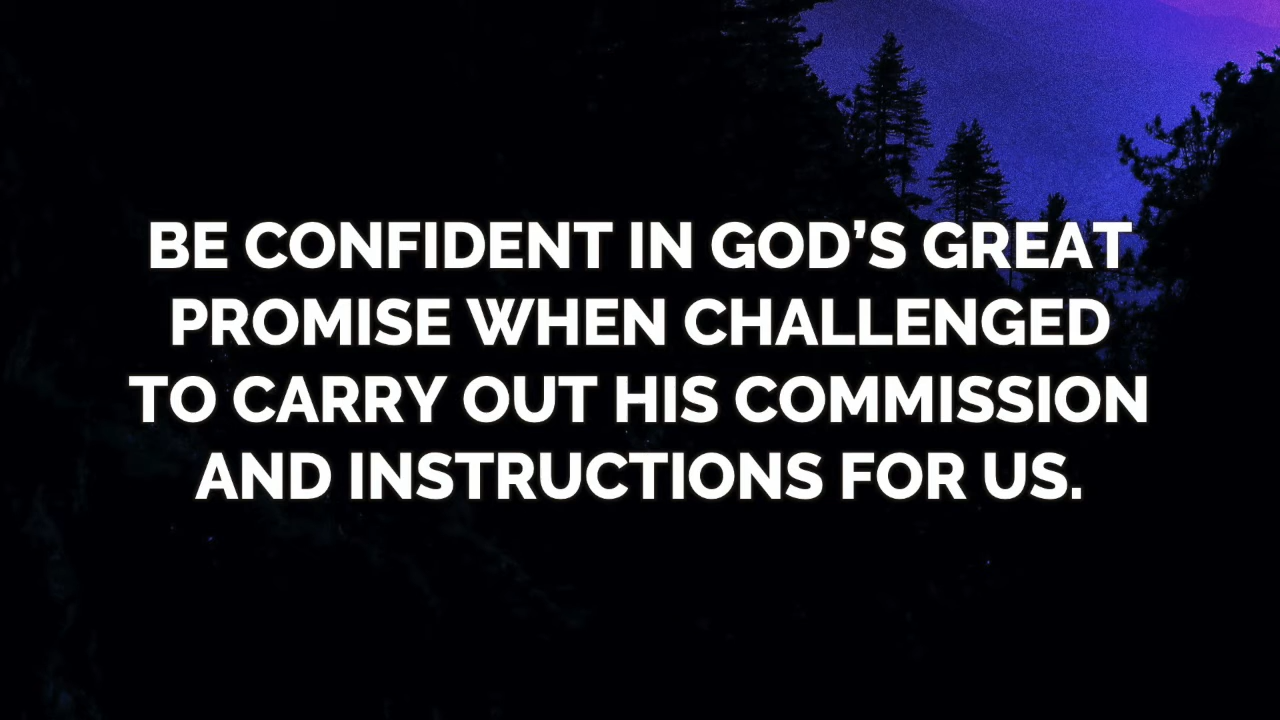 BE CONFIDENT IN GOD’S GREAT
PROMISE WHEN CHALLENGED
TO CARRY OUT HIS COMMISSION
AND INSTRUCTIONS FOR US.